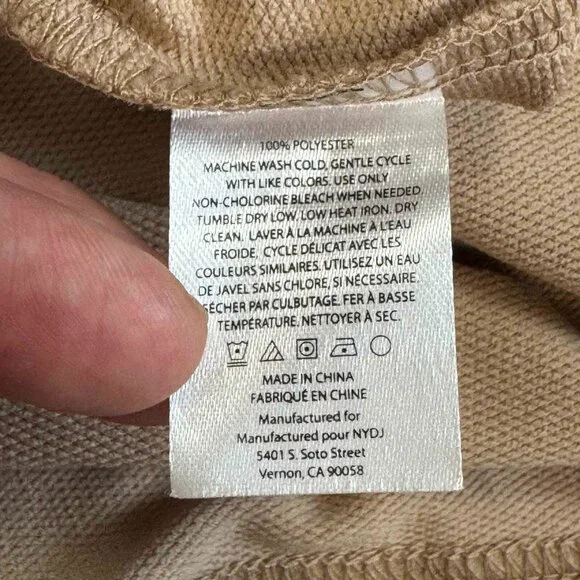 100% POLYESTER
MACHINE WASH COLD, GENTLE CYCLE
WITH LIKE COLORS. USE ONLY
NON-CHOLORINE BLEACH WHEN NEEDED.
TUMBLE DRY LOW. LOW HEAT IRON. DRY
CLEAN. LAVER À LA MACHINE À L'EAU
FROIDE, CYCLE DÉLICAT AVEC LES
COULEURS SIMILAIRES. UTILISEZ UN EAU
DE JAVEL SANS CHLORE, SI NÉCESSAIRE.
SÉCHER PAR CULBUTAGE. FER À BASSE
TEMPÉRATURE. NETTOYER À SEC.
MADE IN CHINA
FABRIQUÉ EN CHINE
Manufactured for
Manufactured pour NYDJ
5401 S. Soto Street
Vernon, CA 90058